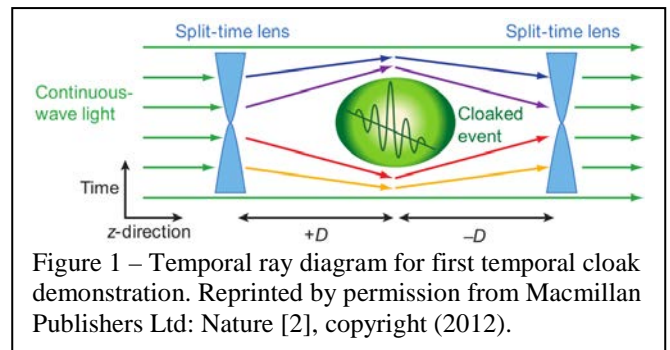 Split-time lens
Split-time lens
Continuous-
wave light
Cloaked
event
Time
z-direction
+D
–D
Figure 1 – Temporal ray diagram for first temporal cloak
demonstration. Reprinted by permission from Macmillan
Publishers Ltd: Nature [2], copyright (2012).